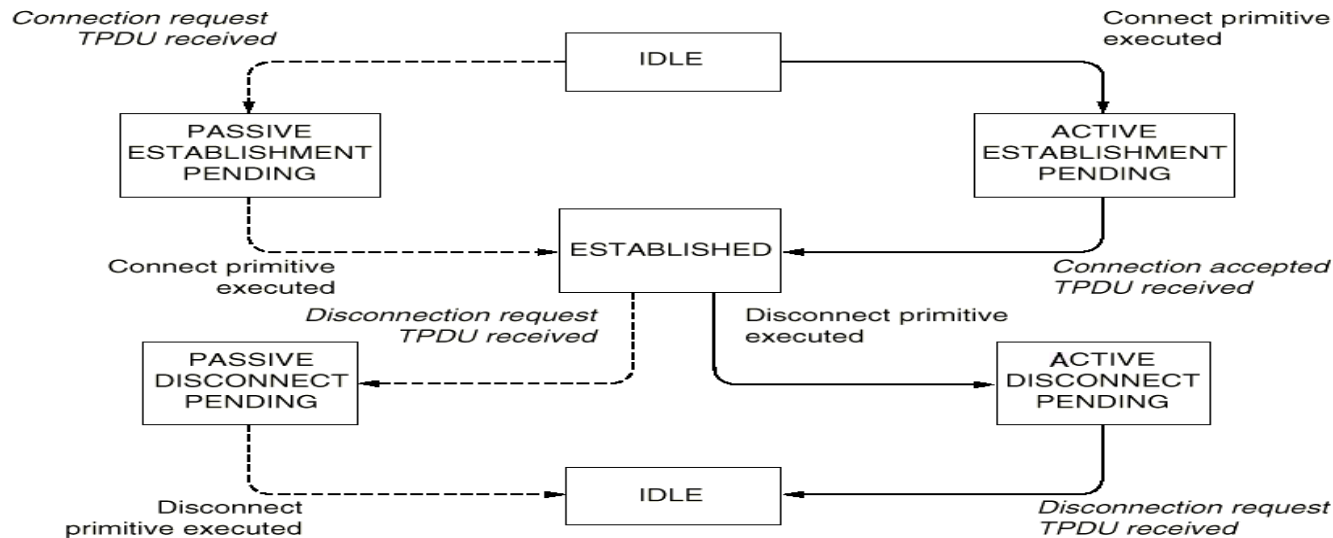 Connection request
TPDU received
IDLE
Connect primitive
executed
PASSIVE
ESTABLISHMENT
PENDING
ACTIVE
ESTABLISHMENT
PENDING
ESTABLISHED
Connect primitive
executed
Connection accepted
TPDU received
Disconnection request
TPDU received
Disconnect primitive
executed
PASSIVE
DISCONNECT
PENDING
ACTIVE
DISCONNECT
PENDING
IDLE
Disconnect
primitive executed
Disconnection request
TPDU received